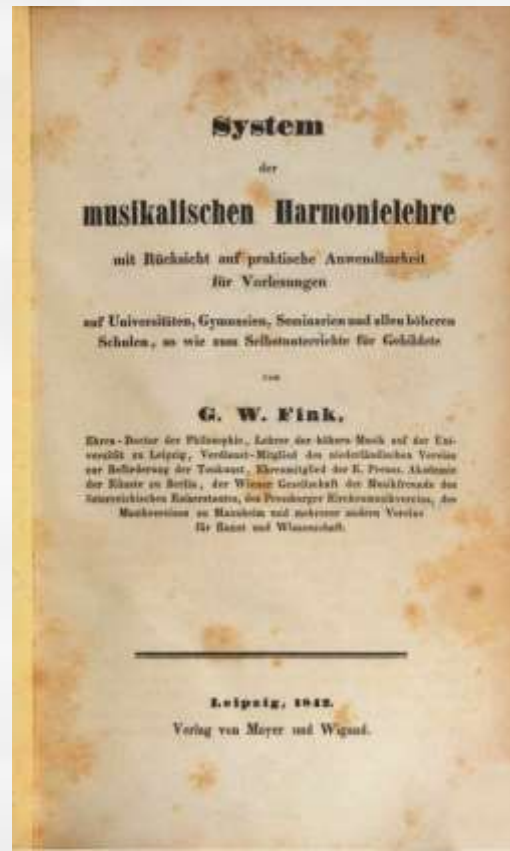 System
der
musikalischen Harmonielehre
mit Rücksicht auf praktische Anwendbarkeit
für Vorlesungen
auf Universitäten, Gymnasien, Seminarien und allen höheren
Schulen, so wie zum Selbstunterrichte für Gebildete
von
G. W. Fink,
Ehren-Doctor der Philosophie, Lehrer der höhern Musik auf der Uni-
versität zu Leipzig, Verdienst-Mitglied des niederländischen Vereins
zur Beförderung der Tonkunst, Ehrenmitglied der K. Preuss. Akademie
der Künste zu Berlin, der Wiener Gesellschaft der Musikfreunde des
österreichischen Kaiserstaates, des Pressburger Kirchenmusikvereins, des
Musikvereines zu Mannheim und mehrerer andern Vereine
für Kunst und Wissenschaft.
Leipzig, 1842.
Verlag von Mayer und Wigand.